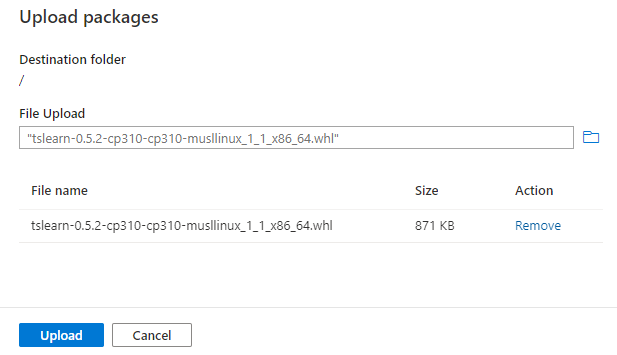 Upload packages
Destination folder
/
File Upload
"tslearn-0.5.2-cp310-cp310-musllinux_1_1_x86_64.whl"
File name Size Action
tslearn-0.5.2-cp310-cp310-musllinux_1_1_x86_64.whl 871 KB Remove
Upload Cancel